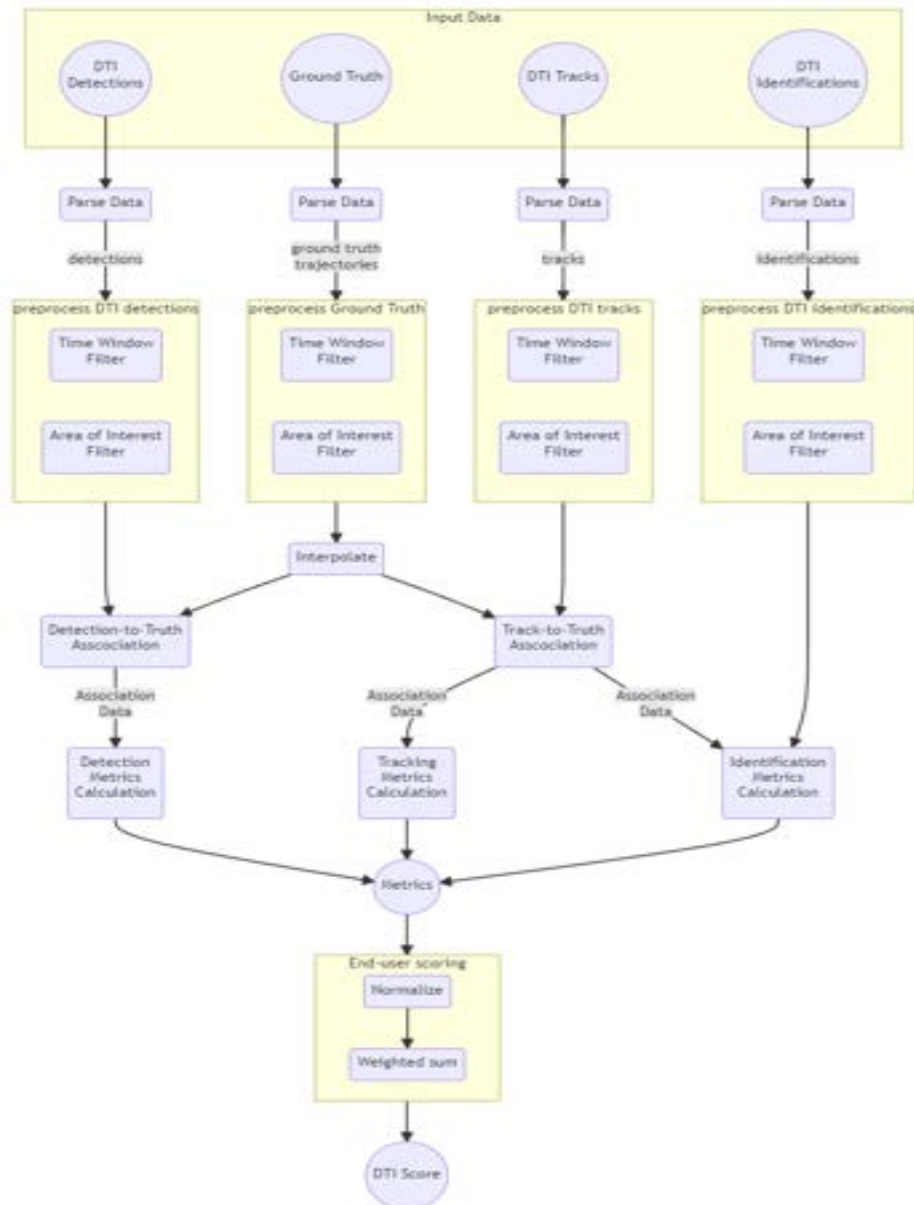 Input Data
DTI
Detections
Ground Truth
DTI Tracks
DTI
Identifications
Parse Data
Parse Data
Parse Data
Parse Data
detections
ground truth
trajectories
tracks
identifications
preprocess DTI detections
preprocess Ground Truth
preprocess DTI tracks
preprocess DTI identifications
Time Window
Filter
Time Window
Filter
Time Window
Filter
Time Window
Filter
Area of Interest
Filter
Area of Interest
Filter
Area of Interest
Filter
Area of Interest
Filter
Interpolate
Detection-to-Truth
Asscociation
Track-to-Truth
Asscociation
Association
Data
Association
Data
Association
Data
Detection
Metrics
Calculation
Tracking
Metrics
Calculation
Identification
Metrics
Calculation
Metrics
End-user scoring
Normalize
Weighted sum
DTI Score